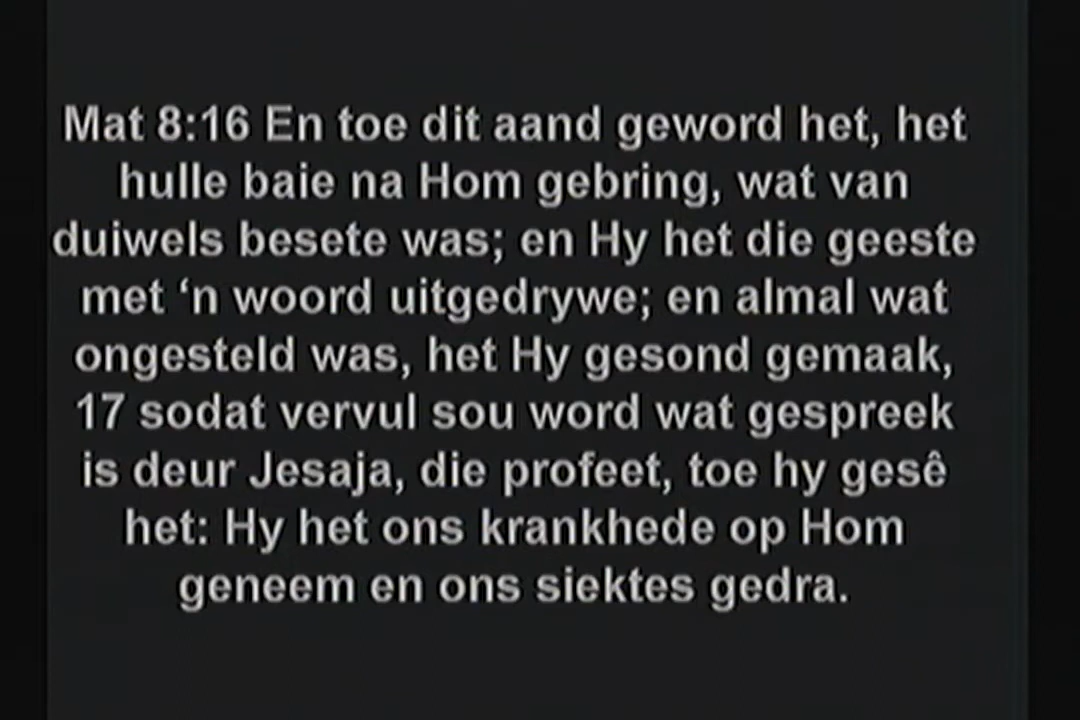 Mat 8:16 En toe dit aand geword het, het
hulle baie na Hom gebring, wat van
duiwels besete was; en Hy het die geeste
met ‘n woord uitgedrywe; en almal wat
ongesteld was, het Hy gesond gemaak,
17 sodat vervul sou word wat gespreek
is deur Jesaja, die profeet, toe hy gesê
het: Hy het ons krankhede op Hom
geneem en ons siektes gedra.